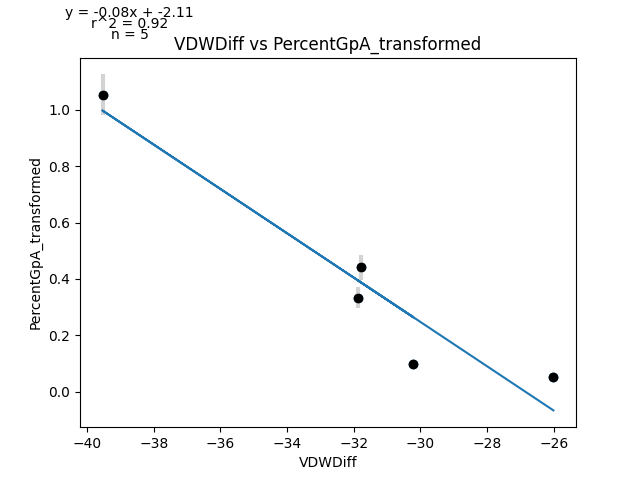 y = -0.08x + -2.11
r^2 = 0.92
n = 5
VDWDiff vs PercentGpA_transformed
PercentGpA_transformed
1.0
0.8
0.6
0.4
0.2
0.0
−40 −38 −36 −34 −32 −30 −28 −26
VDWDiff